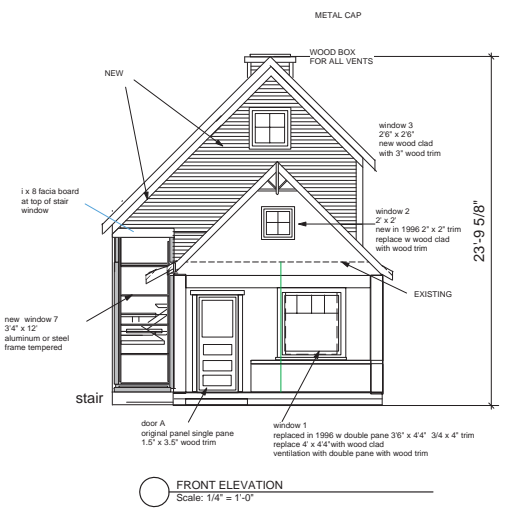 METAL CAP
WOOD BOX
FOR ALL VENTS
NEW
window 3
2'6" x 2'6"
new wood clad
with 3" wood trim
i x 8 facia board
at top of stair
window
window 2
2' x 2'
new in 1996 2" x 2" trim
replace w wood clad
with wood trim
23'-9 5/8"
EXISTING
new window 7
3'4" x 12'
aluminum or steel
frame tempered
stair
door A
original panel single pane
1.5" x 3.5" wood trim
window 1
replaced in 1996 w double pane 3'6" x 4'4" 3/4 x 4" trim
replace 4' x 4'4"with wood clad
ventilation with double pane with wood trim
FRONT ELEVATION
Scale: 1/4" = 1'-0"